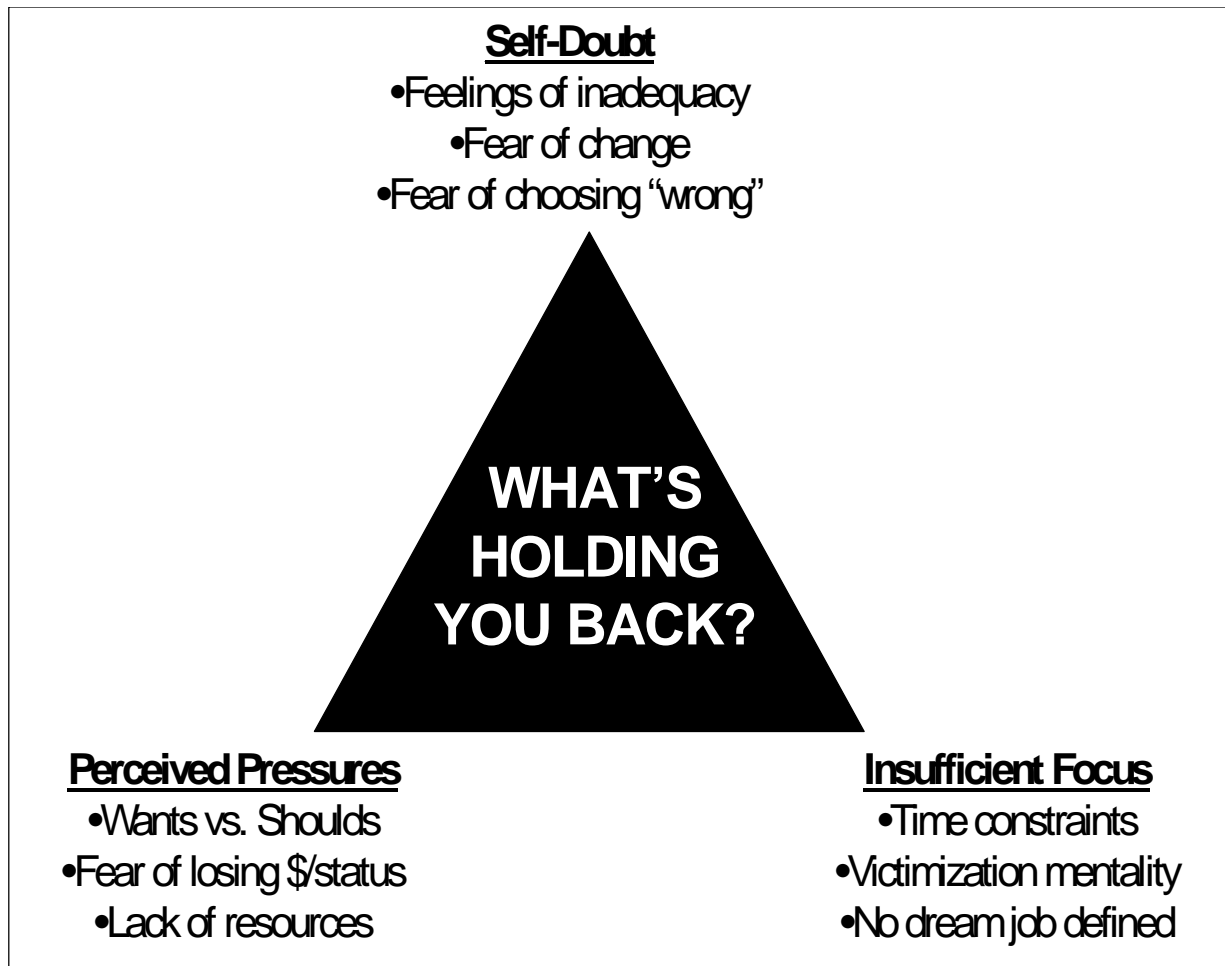 Self-Doubt
•Feelings of inadequacy
•Fear of change
•Fear of choosing “wrong”
WHAT’S
HOLDING
YOU BACK?
Perceived Pressures
•Wants vs. Shoulds
•Fear of losing $/status
•Lack of resources
Insufficient Focus
•Time constraints
•Victimization mentality
•No dream job defined